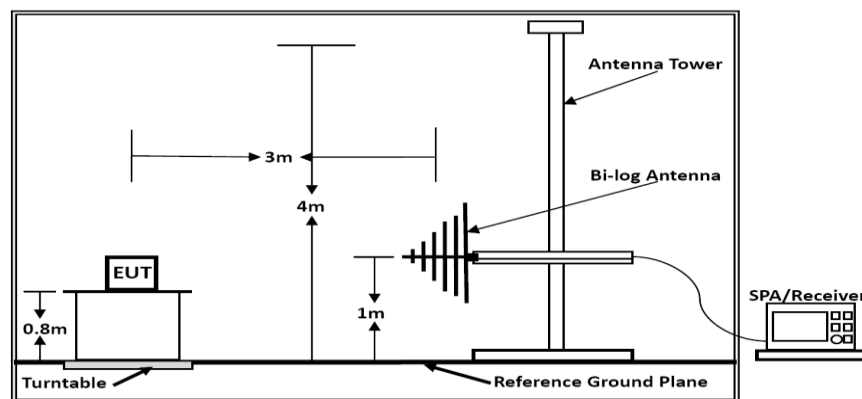 Antenna Tower
3m
Bi-log Antenna
4m
EUT
SPA/Receiver
0.8m
1m
Turntable
Reference Ground Plane